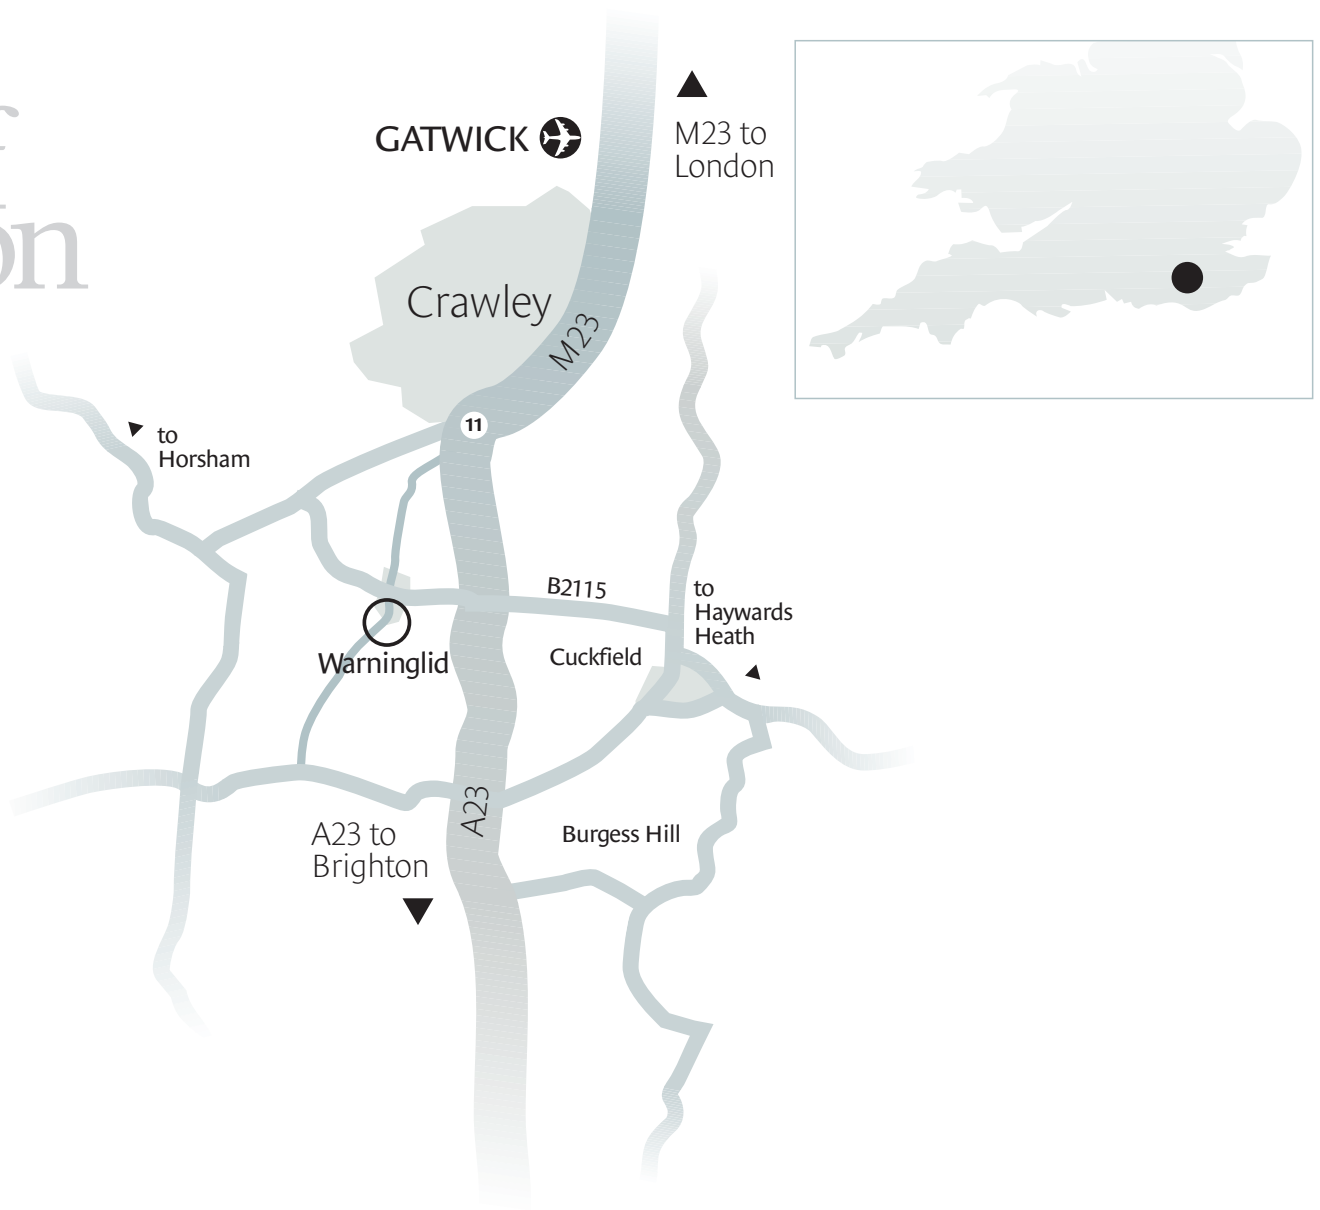 GATWICK
M23 to
London
Crawley
M23
11
to
Horsham
B2115
to
Haywards
Heath
Cuckfield
Warninglid
A23
A23 to
Brighton
Burgess Hill